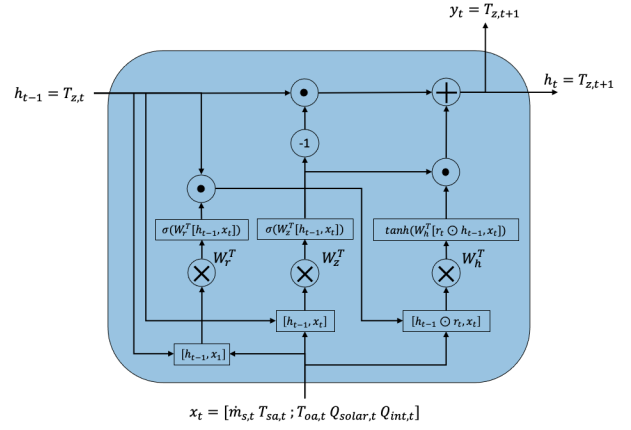 y_t = T_{z,t+1}
h_{t−1} = T_{z,t}
h_t = T_{z,t+1}
-1
σ(W_r^T[h_{t−1}, x_t])
σ(W_z^T[h_{t−1}, x_t])
tanh(W_h^T[r_t ⊙ h_{t−1}, x_t])
W_r^T
W_z^T
W_h^T
[h_{t−1}, x_t]
[h_{t−1} ⊙ r_t, x_t]
[h_{t−1}, x_1]
x_t = [ṁ_{s,t} T_{sa,t} ; T_{oa,t} Q_{solar,t} Q_{int,t}]